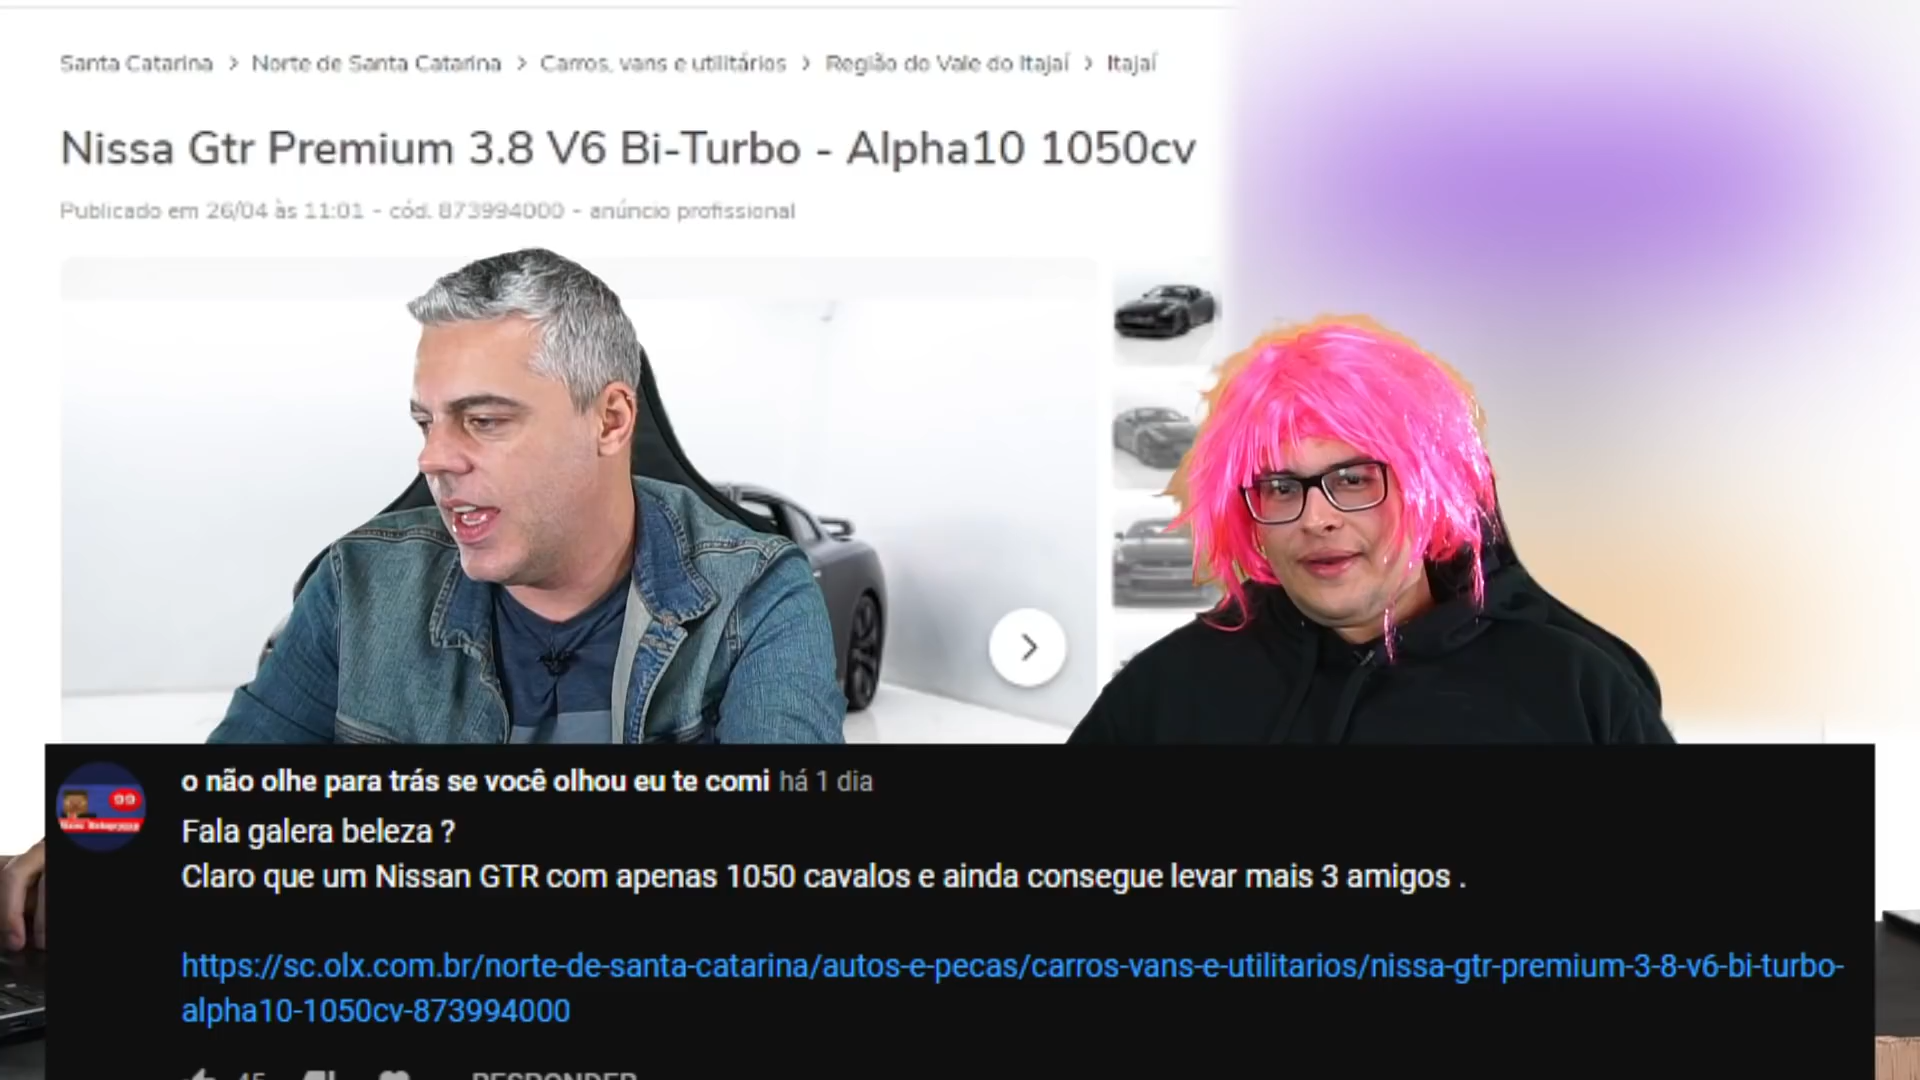 Santa Catarina > Norte de Santa Catarina > Carros, vans e utilitários > Região do Vale do Itajaí > Itajaí
Nissa Gtr Premium 3.8 V6 Bi-Turbo - Alpha10 1050cv
Publicado em 26/04 às 11:01 - cód. 873994000 - anúncio profissional
o não olhe para trás se você olhou eu te comi há 1 dia
Fala galera beleza ?
Claro que um Nissan GTR com apenas 1050 cavalos e ainda consegue levar mais 3 amigos .
https://sc.olx.com.br/norte-de-santa-catarina/autos-e-pecas/carros-vans-e-utilitarios/nissa-gtr-premium-3-8-v6-bi-turbo-
alpha10-1050cv-873994000
45 RESPONDER